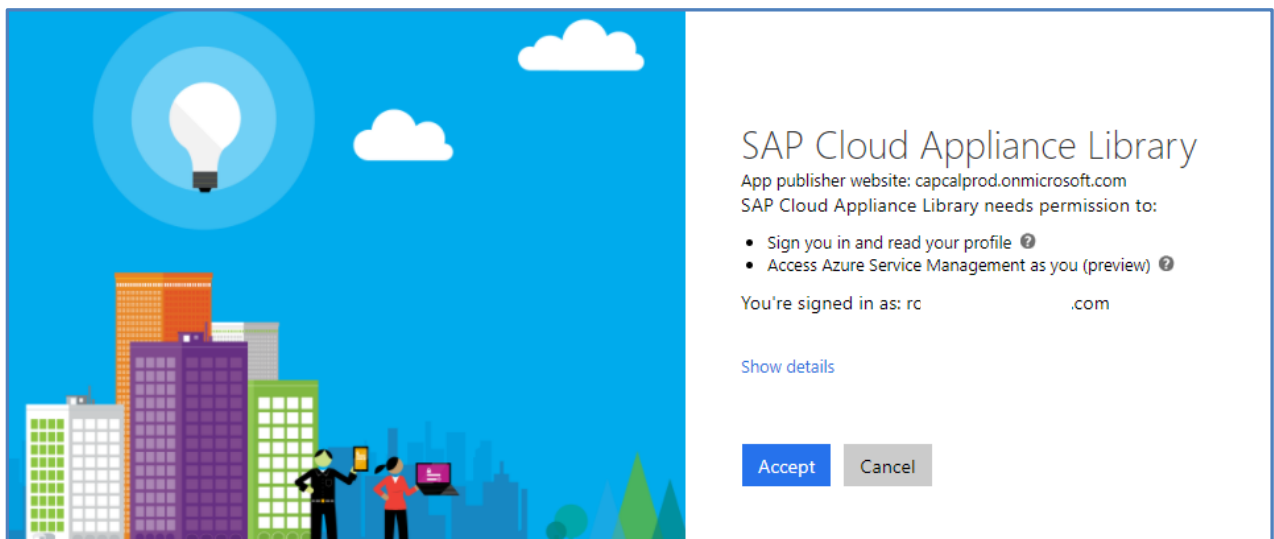 SAP Cloud Appliance Library
App publisher website: capcalprod.onmicrosoft.com
SAP Cloud Appliance Library needs permission to:
• Sign you in and read your profile
• Access Azure Service Management as you (preview)
You're signed in as: rc .com
Show details
Accept Cancel